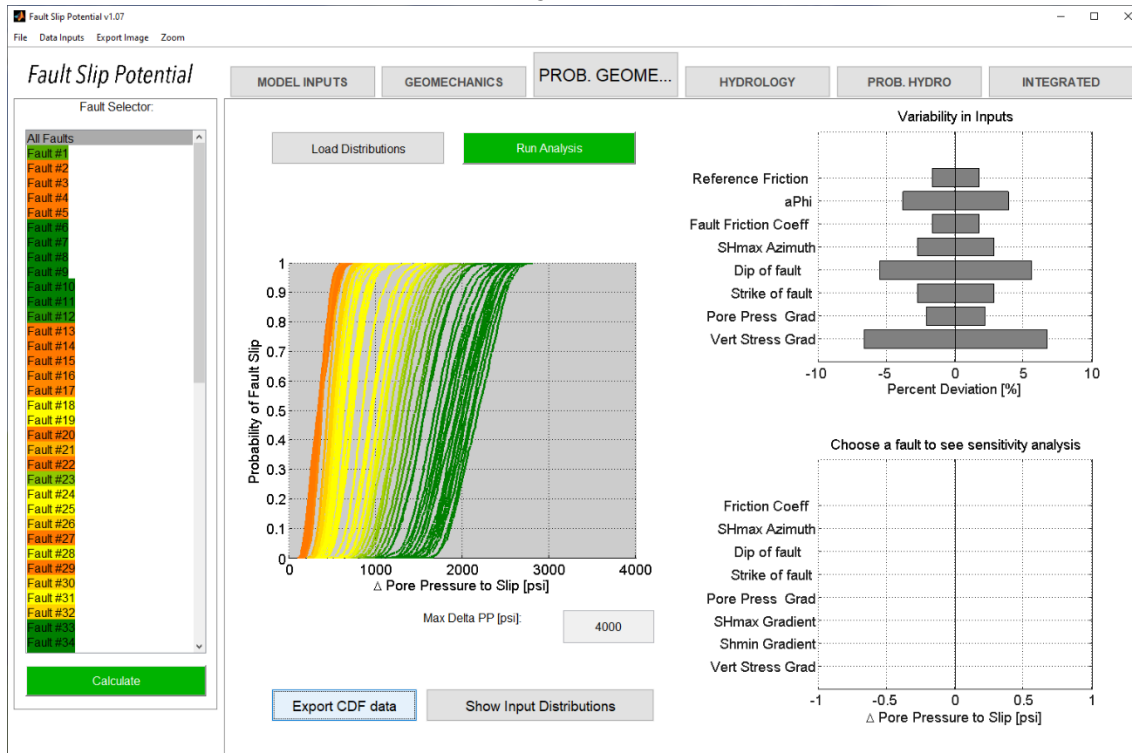 Fault Slip Potential v1.07
File Data Inputs Export Image Zoom
Fault Slip Potential
MODEL INPUTS
GEOMECHANICS
PROB. GEOME...
HYDROLOGY
PROB. HYDRO
INTEGRATED
Fault Selector:
All Faults
Fault #1
Fault #2
Fault #3
Fault #4
Fault #5
Fault #6
Fault #7
Fault #8
Fault #9
Fault #10
Fault #11
Fault #12
Fault #13
Fault #14
Fault #15
Fault #16
Fault #17
Fault #18
Fault #19
Fault #20
Fault #21
Fault #22
Fault #23
Fault #24
Fault #25
Fault #26
Fault #27
Fault #28
Fault #29
Fault #30
Fault #31
Fault #32
Fault #33
Fault #34
Calculate
Load Distributions
Run Analysis
Probability of Fault Slip
1
0.9
0.8
0.7
0.6
0.5
0.4
0.3
0.2
0.1
0
0 1000 2000 3000 4000
Δ Pore Pressure to Slip [psi]
Max Delta PP [psi]:
4000
Export CDF data
Show Input Distributions
Variability in Inputs
Reference Friction
aPhi
Fault Friction Coeff
SHmax Azimuth
Dip of fault
Strike of fault
Pore Press Grad
Vert Stress Grad
-10 -5 0 5 10
Percent Deviation [%]
Choose a fault to see sensitivity analysis
Friction Coeff
SHmax Azimuth
Dip of fault
Strike of fault
Pore Press Grad
SHmax Gradient
Shmin Gradient
Vert Stress Grad
-1 -0.5 0 0.5 1
Δ Pore Pressure to Slip [psi]